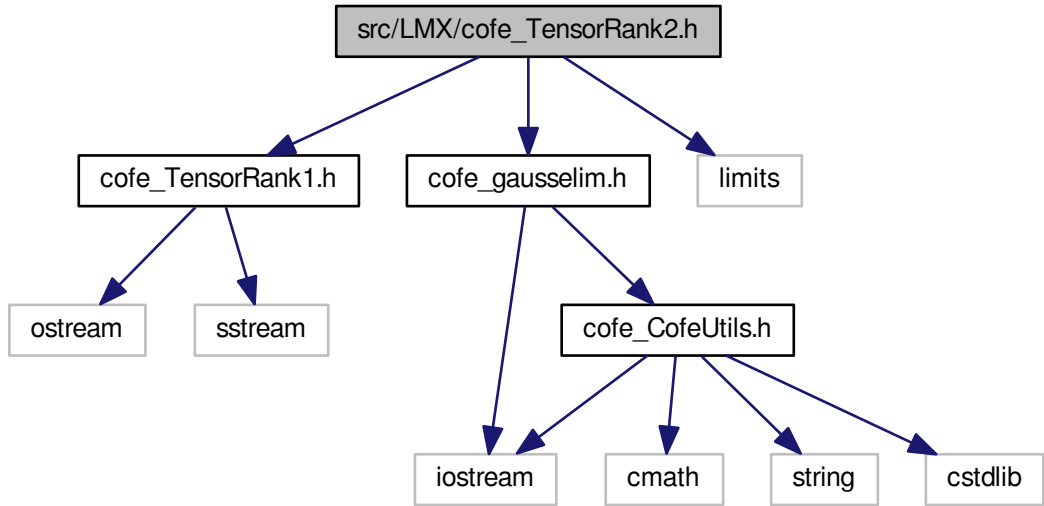 src/LMX/cofe_TensorRank2.h
cofe_TensorRank1.h
cofe_gausselim.h
limits
ostream
sstream
cofe_CofeUtils.h
iostream
cmath
string
cstdlib